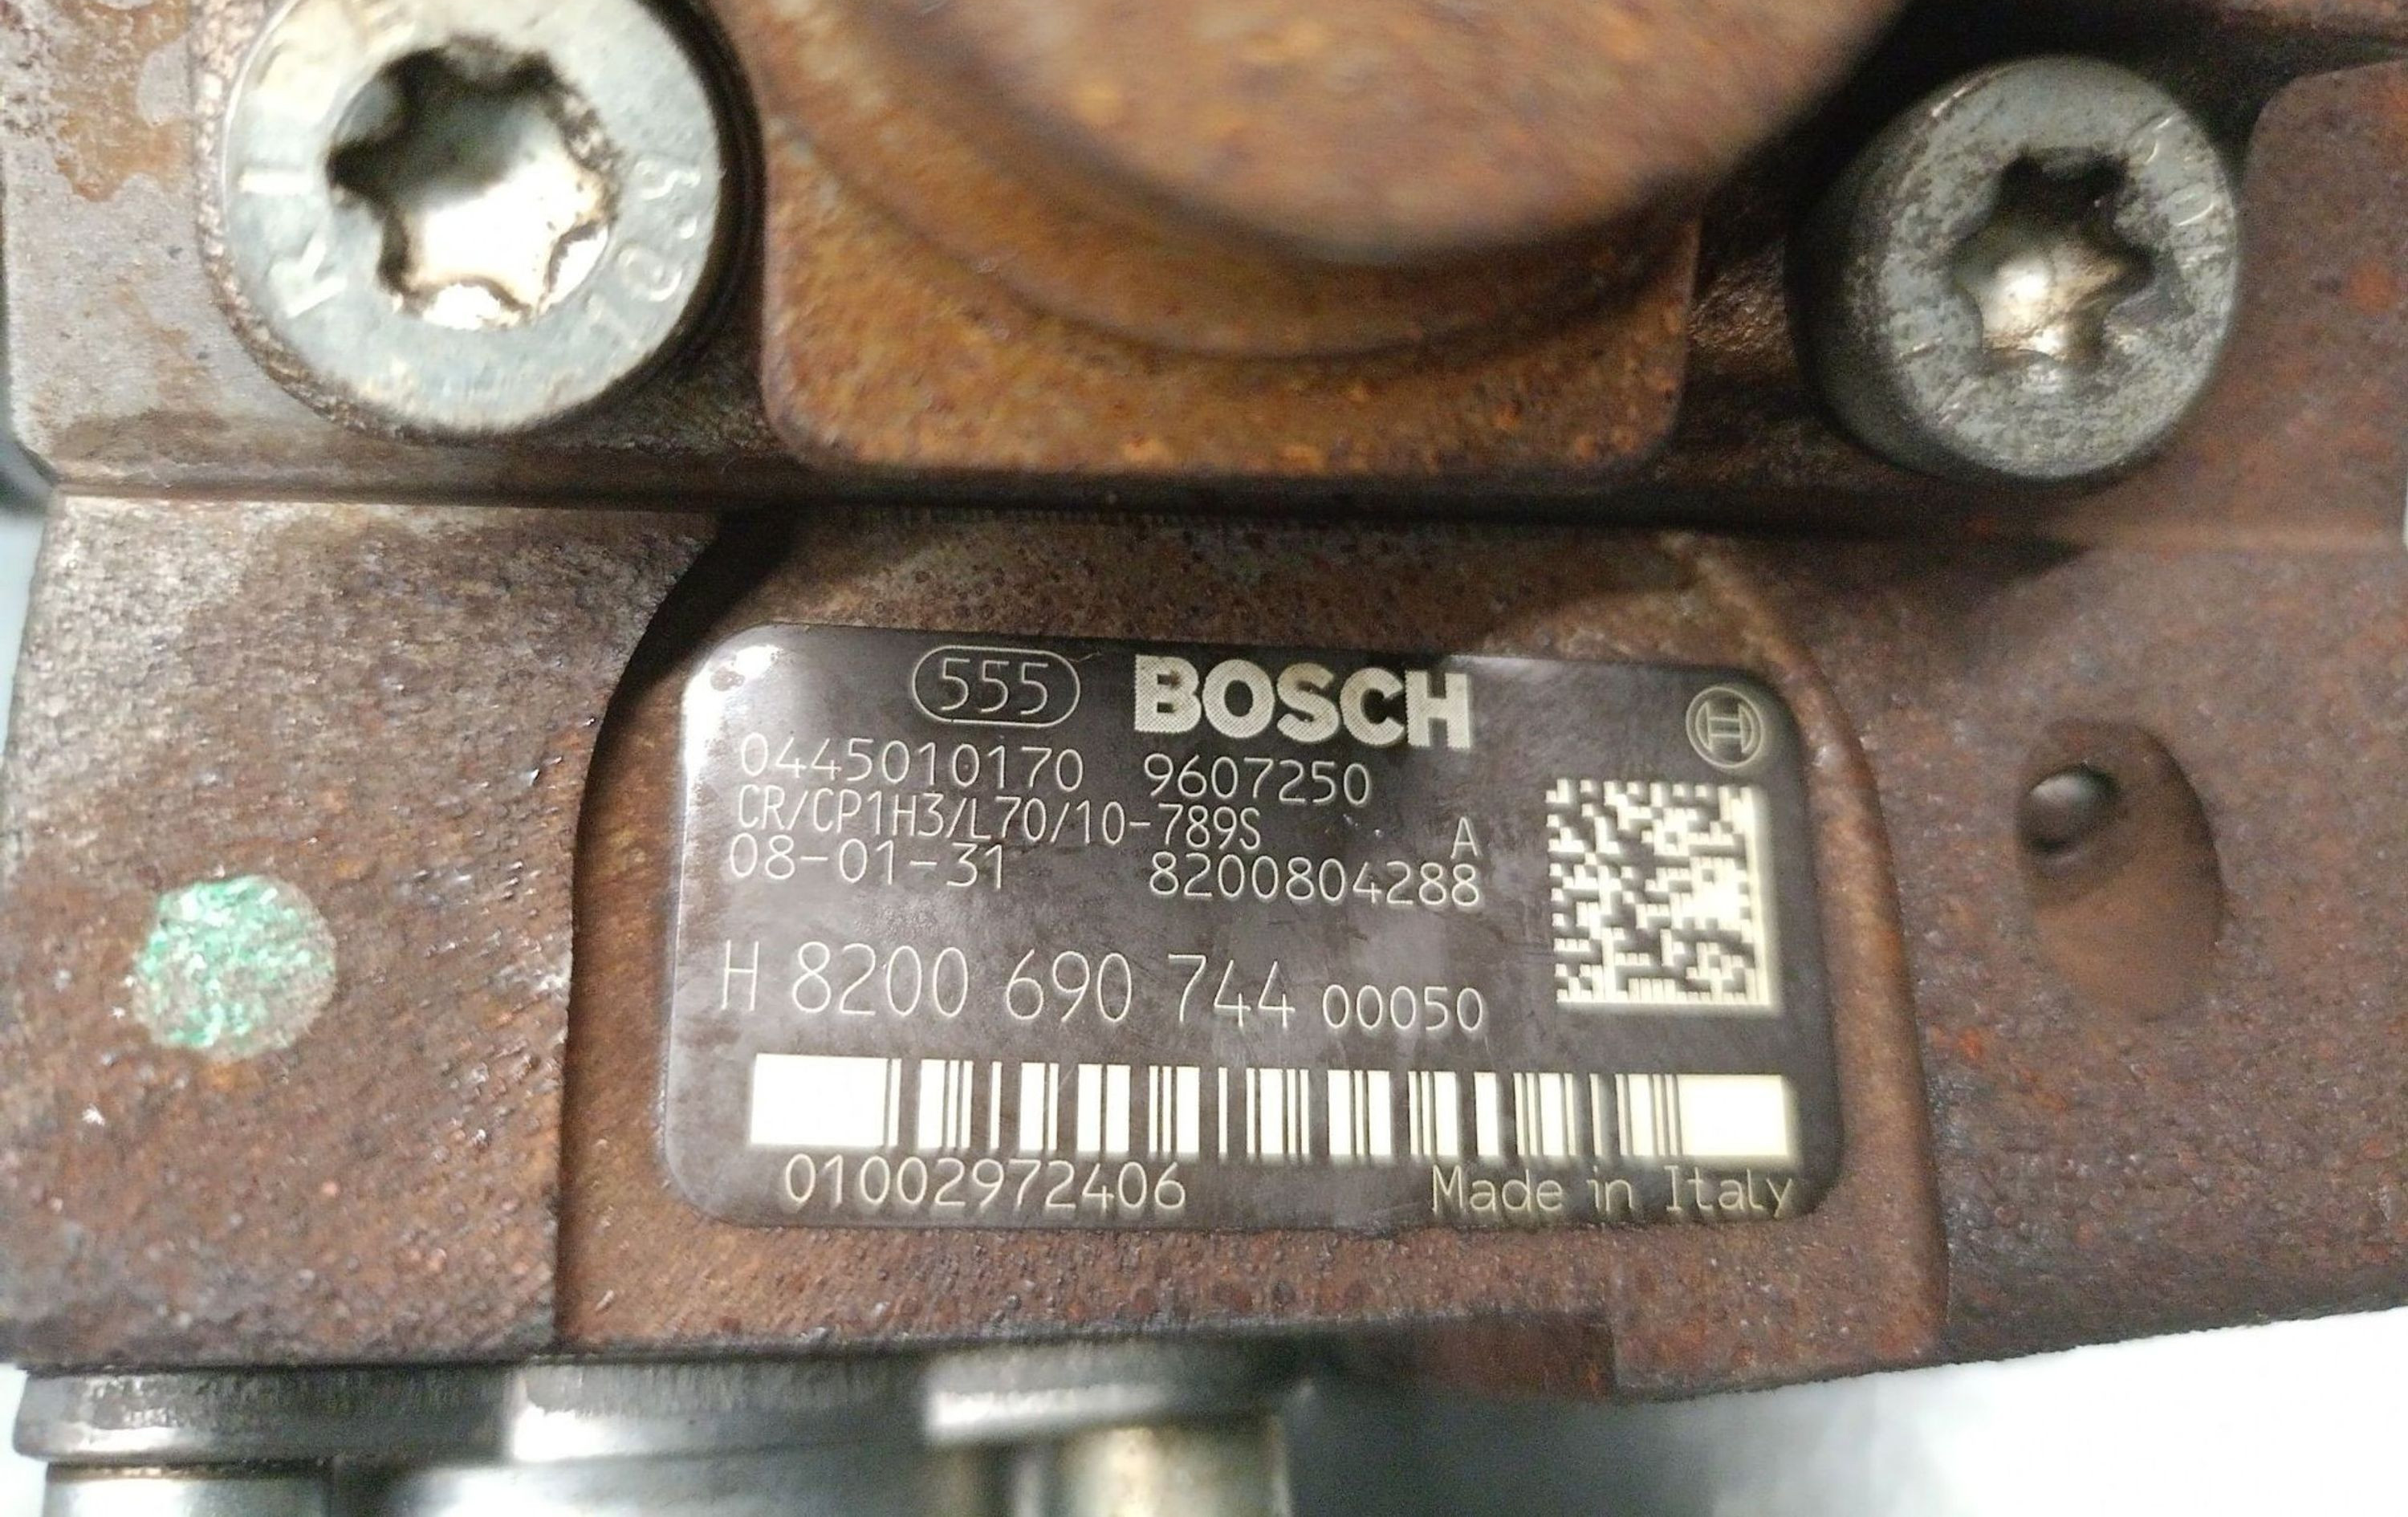 555 BOSCH
0445010170 9607250
CR/CP1H3/L70/10-789S A
08-01-31 8200804288
H 8200 690 744 00050
01002972406 Made in Italy